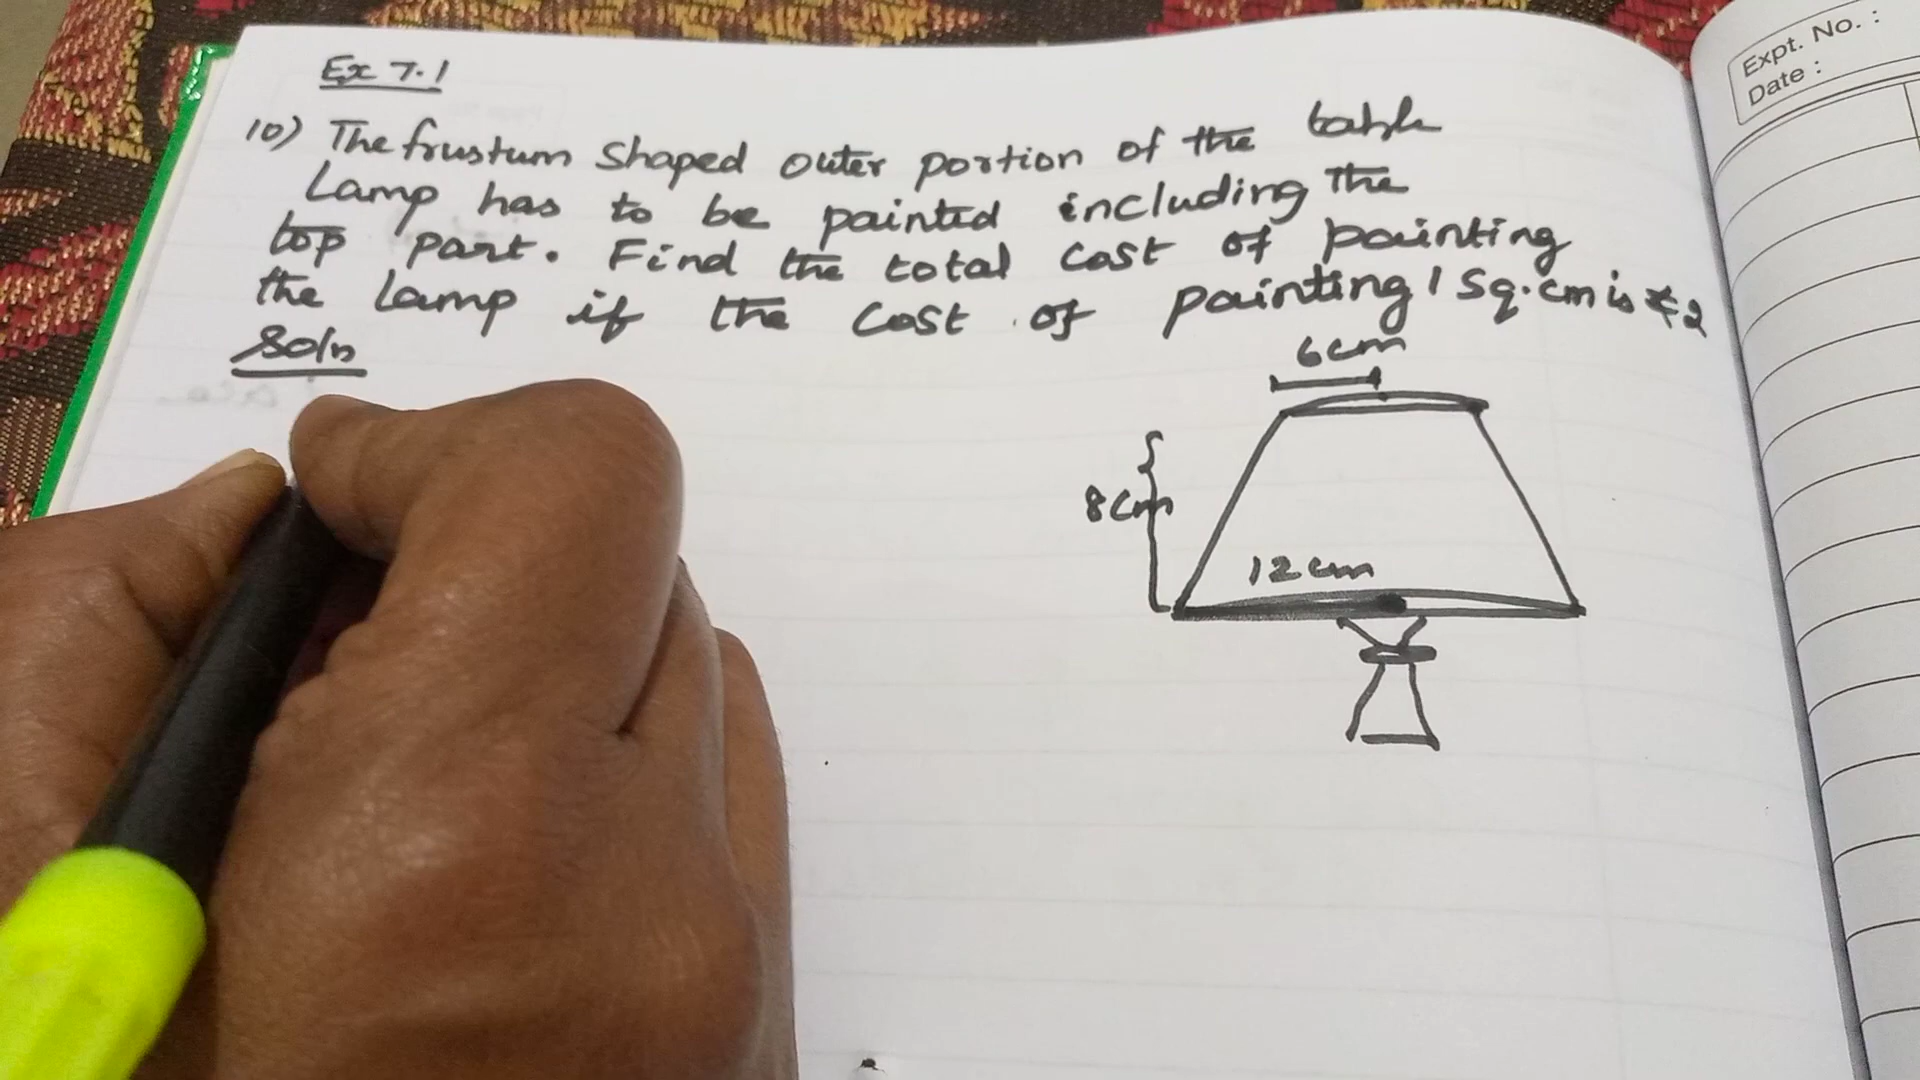 Ex 7.1
10) The frustum shaped outer portion of the table
Lamp has to be painted including the
top part. Find the total cost of painting
the lamp if the cost of painting 1 sq.cm is ₹2
Soln
6cm
8cm
12cm
Expt. No. :
Date :